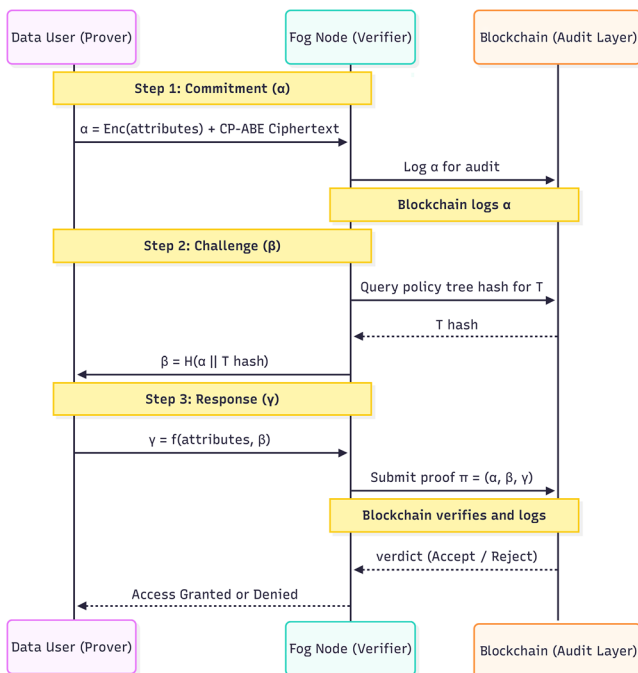 Data User (Prover)
Fog Node (Verifier)
Blockchain (Audit Layer)
Step 1: Commitment (α)
α = Enc(attributes) + CP-ABE Ciphertext
Log α for audit
Blockchain logs α
Step 2: Challenge (β)
Query policy tree hash for T
T hash
β = H(α || T hash)
Step 3: Response (γ)
γ = f(attributes, β)
Submit proof π = (α, β, γ)
Blockchain verifies and logs
verdict (Accept / Reject)
Access Granted or Denied
Data User (Prover)
Fog Node (Verifier)
Blockchain (Audit Layer)